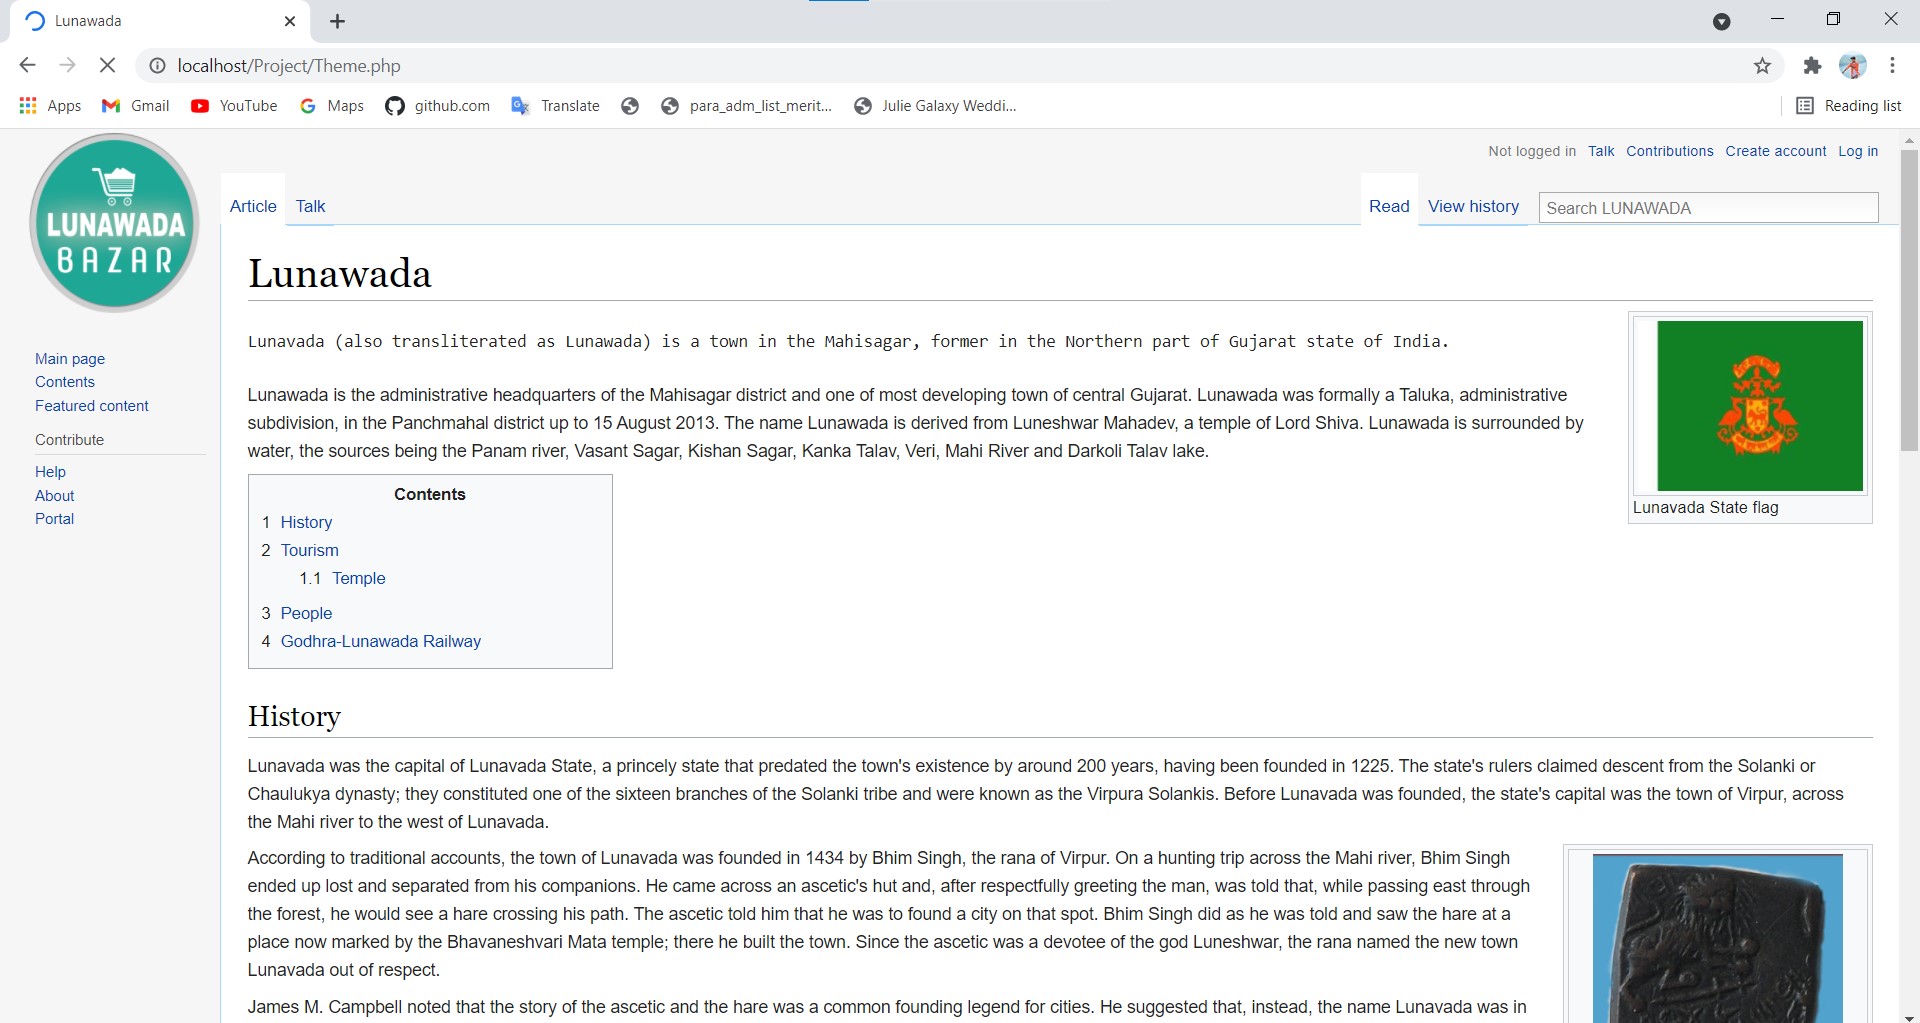 Lunawada
localhost/Project/Theme.php
Apps
Gmail
YouTube
Maps
github.com
Translate
para_adm_list_merit...
Julie Galaxy Weddi...
Reading list
LUNAWADA
BAZAR
Not logged in Talk Contributions Create account Log in
Article Talk
Read View history Search LUNAWADA
Main page
Contents
Featured content
Contribute
Help
About
Portal
Lunawada
Lunavada (also transliterated as Lunawada) is a town in the Mahisagar, former in the Northern part of Gujarat state of India.
Lunawada is the administrative headquarters of the Mahisagar district and one of most developing town of central Gujarat. Lunawada was formally a Taluka, administrative
subdivision, in the Panchmahal district up to 15 August 2013. The name Lunawada is derived from Luneshwar Mahadev, a temple of Lord Shiva. Lunawada is surrounded by
water, the sources being the Panam river, Vasant Sagar, Kishan Sagar, Kanka Talav, Veri, Mahi River and Darkoli Talav lake.
Lunavada State flag
Contents
1 History
2 Tourism
1.1 Temple
3 People
4 Godhra-Lunawada Railway
History
Lunavada was the capital of Lunavada State, a princely state that predated the town's existence by around 200 years, having been founded in 1225. The state's rulers claimed descent from the Solanki or
Chaulukya dynasty; they constituted one of the sixteen branches of the Solanki tribe and were known as the Virpura Solankis. Before Lunavada was founded, the state's capital was the town of Virpur, across
the Mahi river to the west of Lunavada.
According to traditional accounts, the town of Lunavada was founded in 1434 by Bhim Singh, the rana of Virpur. On a hunting trip across the Mahi river, Bhim Singh
ended up lost and separated from his companions. He came across an ascetic's hut and, after respectfully greeting the man, was told that, while passing east through
the forest, he would see a hare crossing his path. The ascetic told him that he was to found a city on that spot. Bhim Singh did as he was told and saw the hare at a
place now marked by the Bhavaneshvari Mata temple; there he built the town. Since the ascetic was a devotee of the god Luneshwar, the rana named the new town
Lunavada out of respect.
James M. Campbell noted that the story of the ascetic and the hare was a common founding legend for cities. He suggested that, instead, the name Lunavada was in